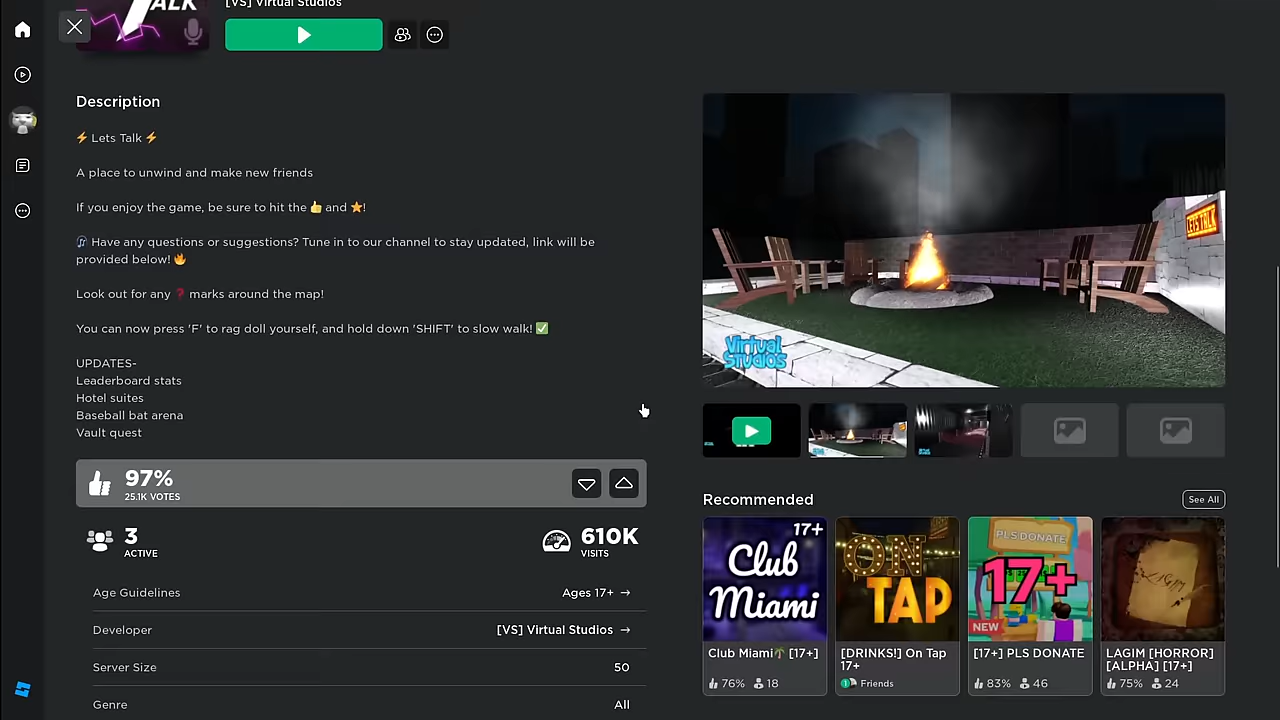 ALK
[VS] Virtual Studios
Description
⚡ Lets Talk ⚡
A place to unwind and make new friends
If you enjoy the game, be sure to hit the 👍 and ⭐!
🎵 Have any questions or suggestions? Tune in to our channel to stay updated, link will be
provided below! 🔥
Look out for any ❓ marks around the map!
You can now press 'F' to rag doll yourself, and hold down 'SHIFT' to slow walk! ✅
UPDATES-
Leaderboard stats
Hotel suites
Baseball bat arena
Vault quest
97%
25.1K VOTES
3
ACTIVE
610K
VISITS
Age Guidelines
Ages 17+ →
Developer
[VS] Virtual Studios →
Server Size
50
Genre
All
LETS TALK
Virtual
Studios
Recommended
See All
17+
Club
Miami
Club Miami🌴 [17+]
76% 18
ON
TAP
[DRINKS!] On Tap
17+
1 Friends
PLS DONATE
17+
NEW
[17+] PLS DONATE
83% 46
LAGIM [HORROR]
[ALPHA] [17+]
75% 24